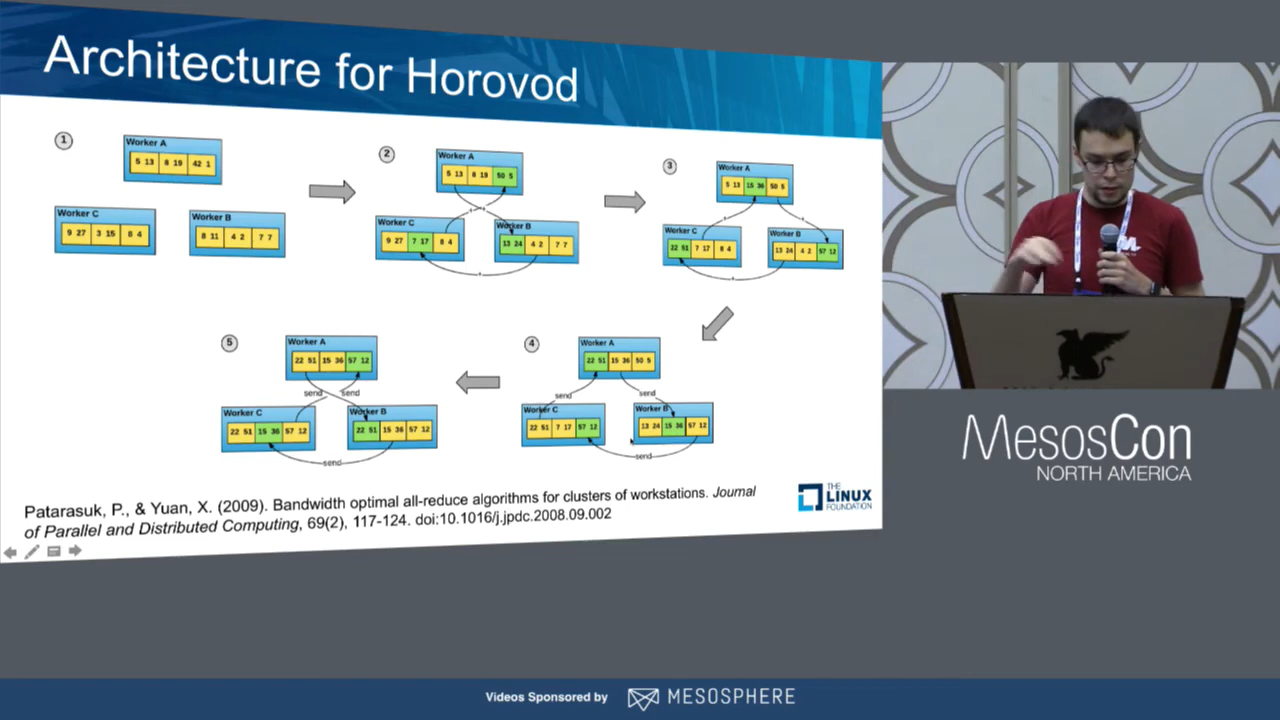 Architecture for Horovod
1
Worker A
5 13 8 19 42 1
Worker C
9 27 3 15 8 4
Worker B
8 11 4 2 7 7
2
Worker A
5 13 8 19 50 5
Worker C
9 27 7 17 8 4
Worker B
13 24 4 2 7 7
+ +
+
3
Worker A
5 13 15 36 50 5
Worker C
22 51 7 17 8 4
Worker B
13 24 4 2 57 12
+ +
+
5
Worker A
22 51 15 36 57 12
send send
Worker C
22 51 15 36 57 12
Worker B
22 51 15 36 57 12
send
4
Worker A
22 51 15 36 50 5
send send
Worker C
22 51 7 17 57 12
Worker B
13 24 15 36 57 12
send
Patarasuk, P., & Yuan, X. (2009). Bandwidth optimal all-reduce algorithms for clusters of workstations. Journal
of Parallel and Distributed Computing, 69(2), 117-124. doi:10.1016/j.jpdc.2008.09.002
THE
LINUX
FOUNDATION
M
MesosCon
NORTH AMERICA
Videos Sponsored by MESOSPHERE